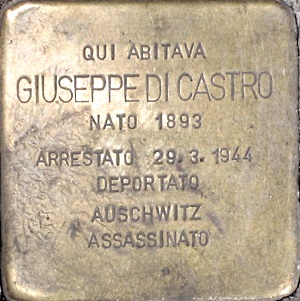 QUI ABITAVA
GIUSEPPE DI CASTRO
NATO 1893
ARRESTATO 29.3.1944
DEPORTATO
AUSCHWITZ
ASSASSINATO